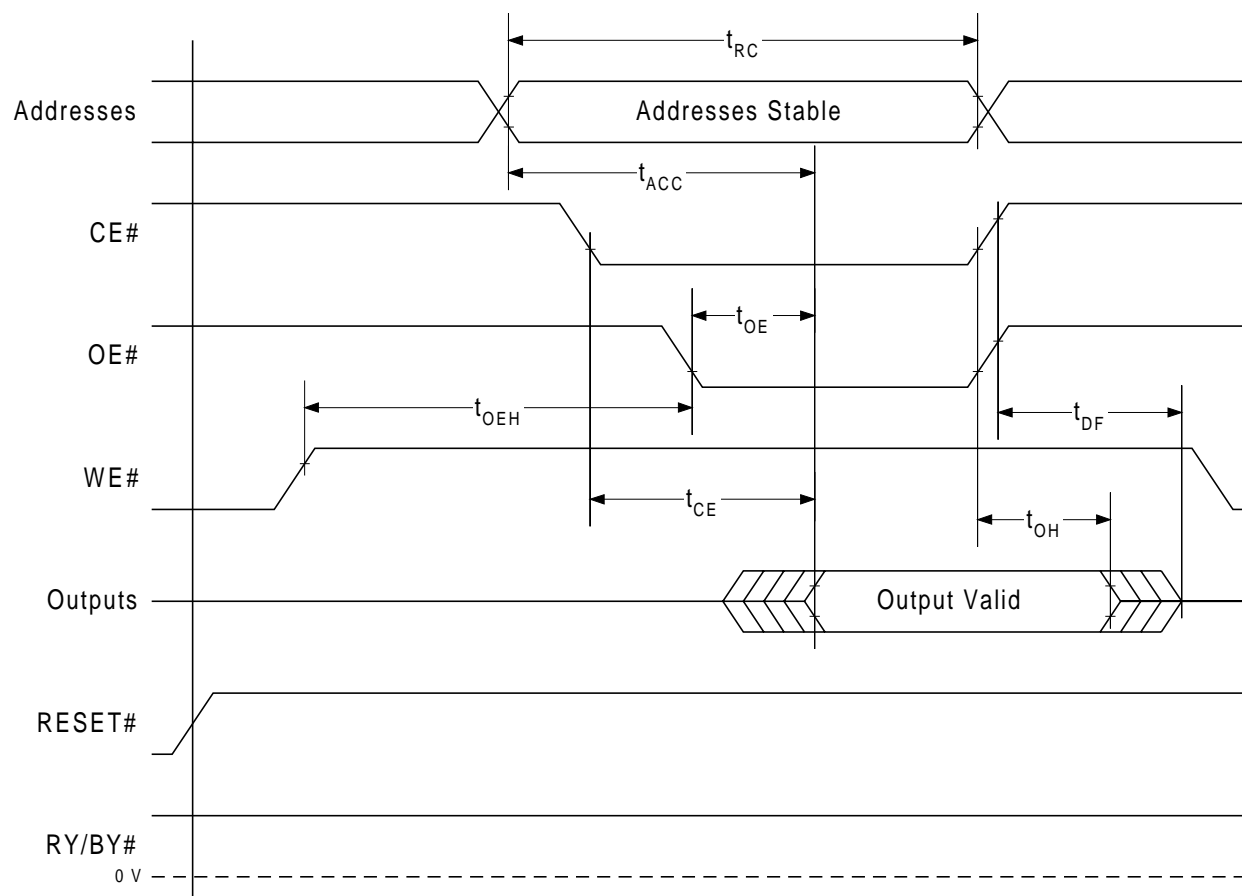 tRC
Addresses
Addresses Stable
tACC
CE#
tOE
OE#
tOEH
tDF
WE#
tCE
tOH
Outputs
Output Valid
RESET#
RY/BY#
0 V